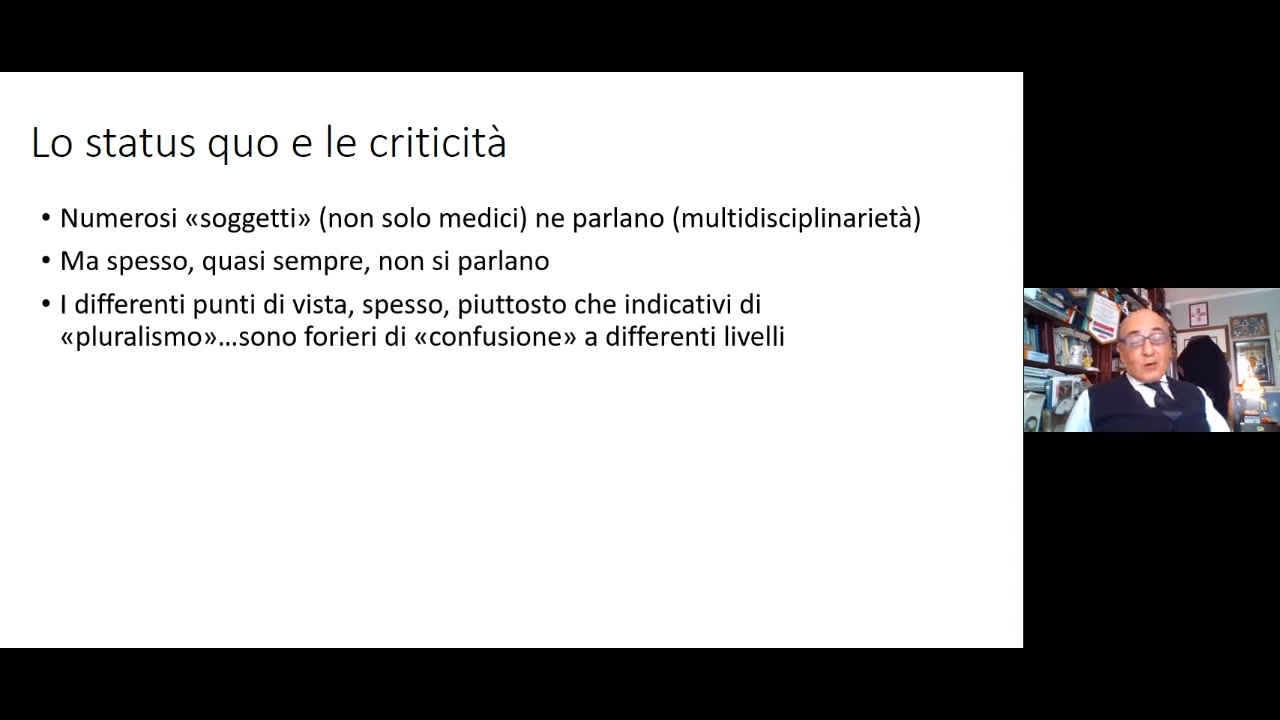 Lo status quo e le criticità
• Numerosi «soggetti» (non solo medici) ne parlano (multidisciplinarietà)
• Ma spesso, quasi sempre, non si parlano
• I differenti punti di vista, spesso, piuttosto che indicativi di
«pluralismo»...sono forieri di «confusione» a differenti livelli